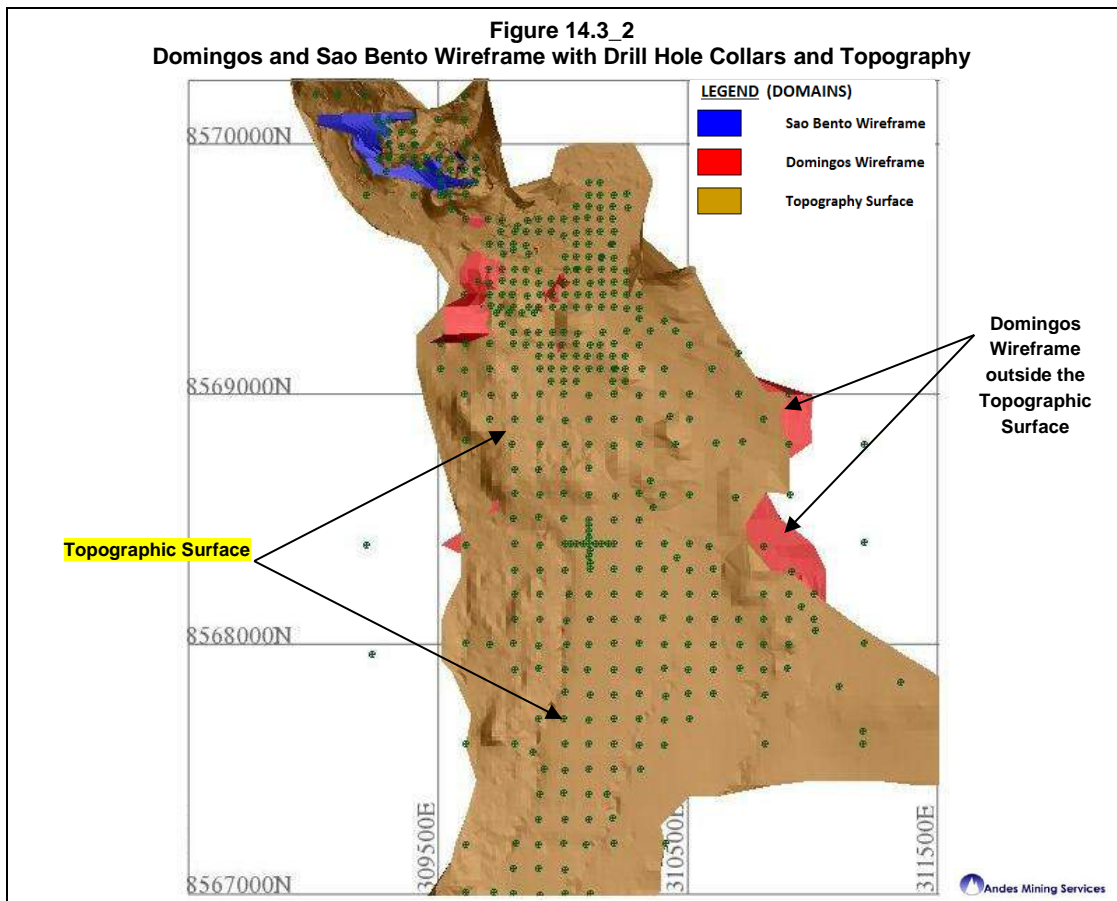 Figure 14.3_2
Domingos and Sao Bento Wireframe with Drill Hole Collars and Topography
LEGEND (DOMAINS)
Sao Bento Wireframe
Domingos Wireframe
Topography Surface
8570000N
8569000N
8568000N
8567000N
309500E
310500E
311500E
Domingos
Wireframe
outside the
Topographic
Surface
Topographic Surface
Andes Mining Services